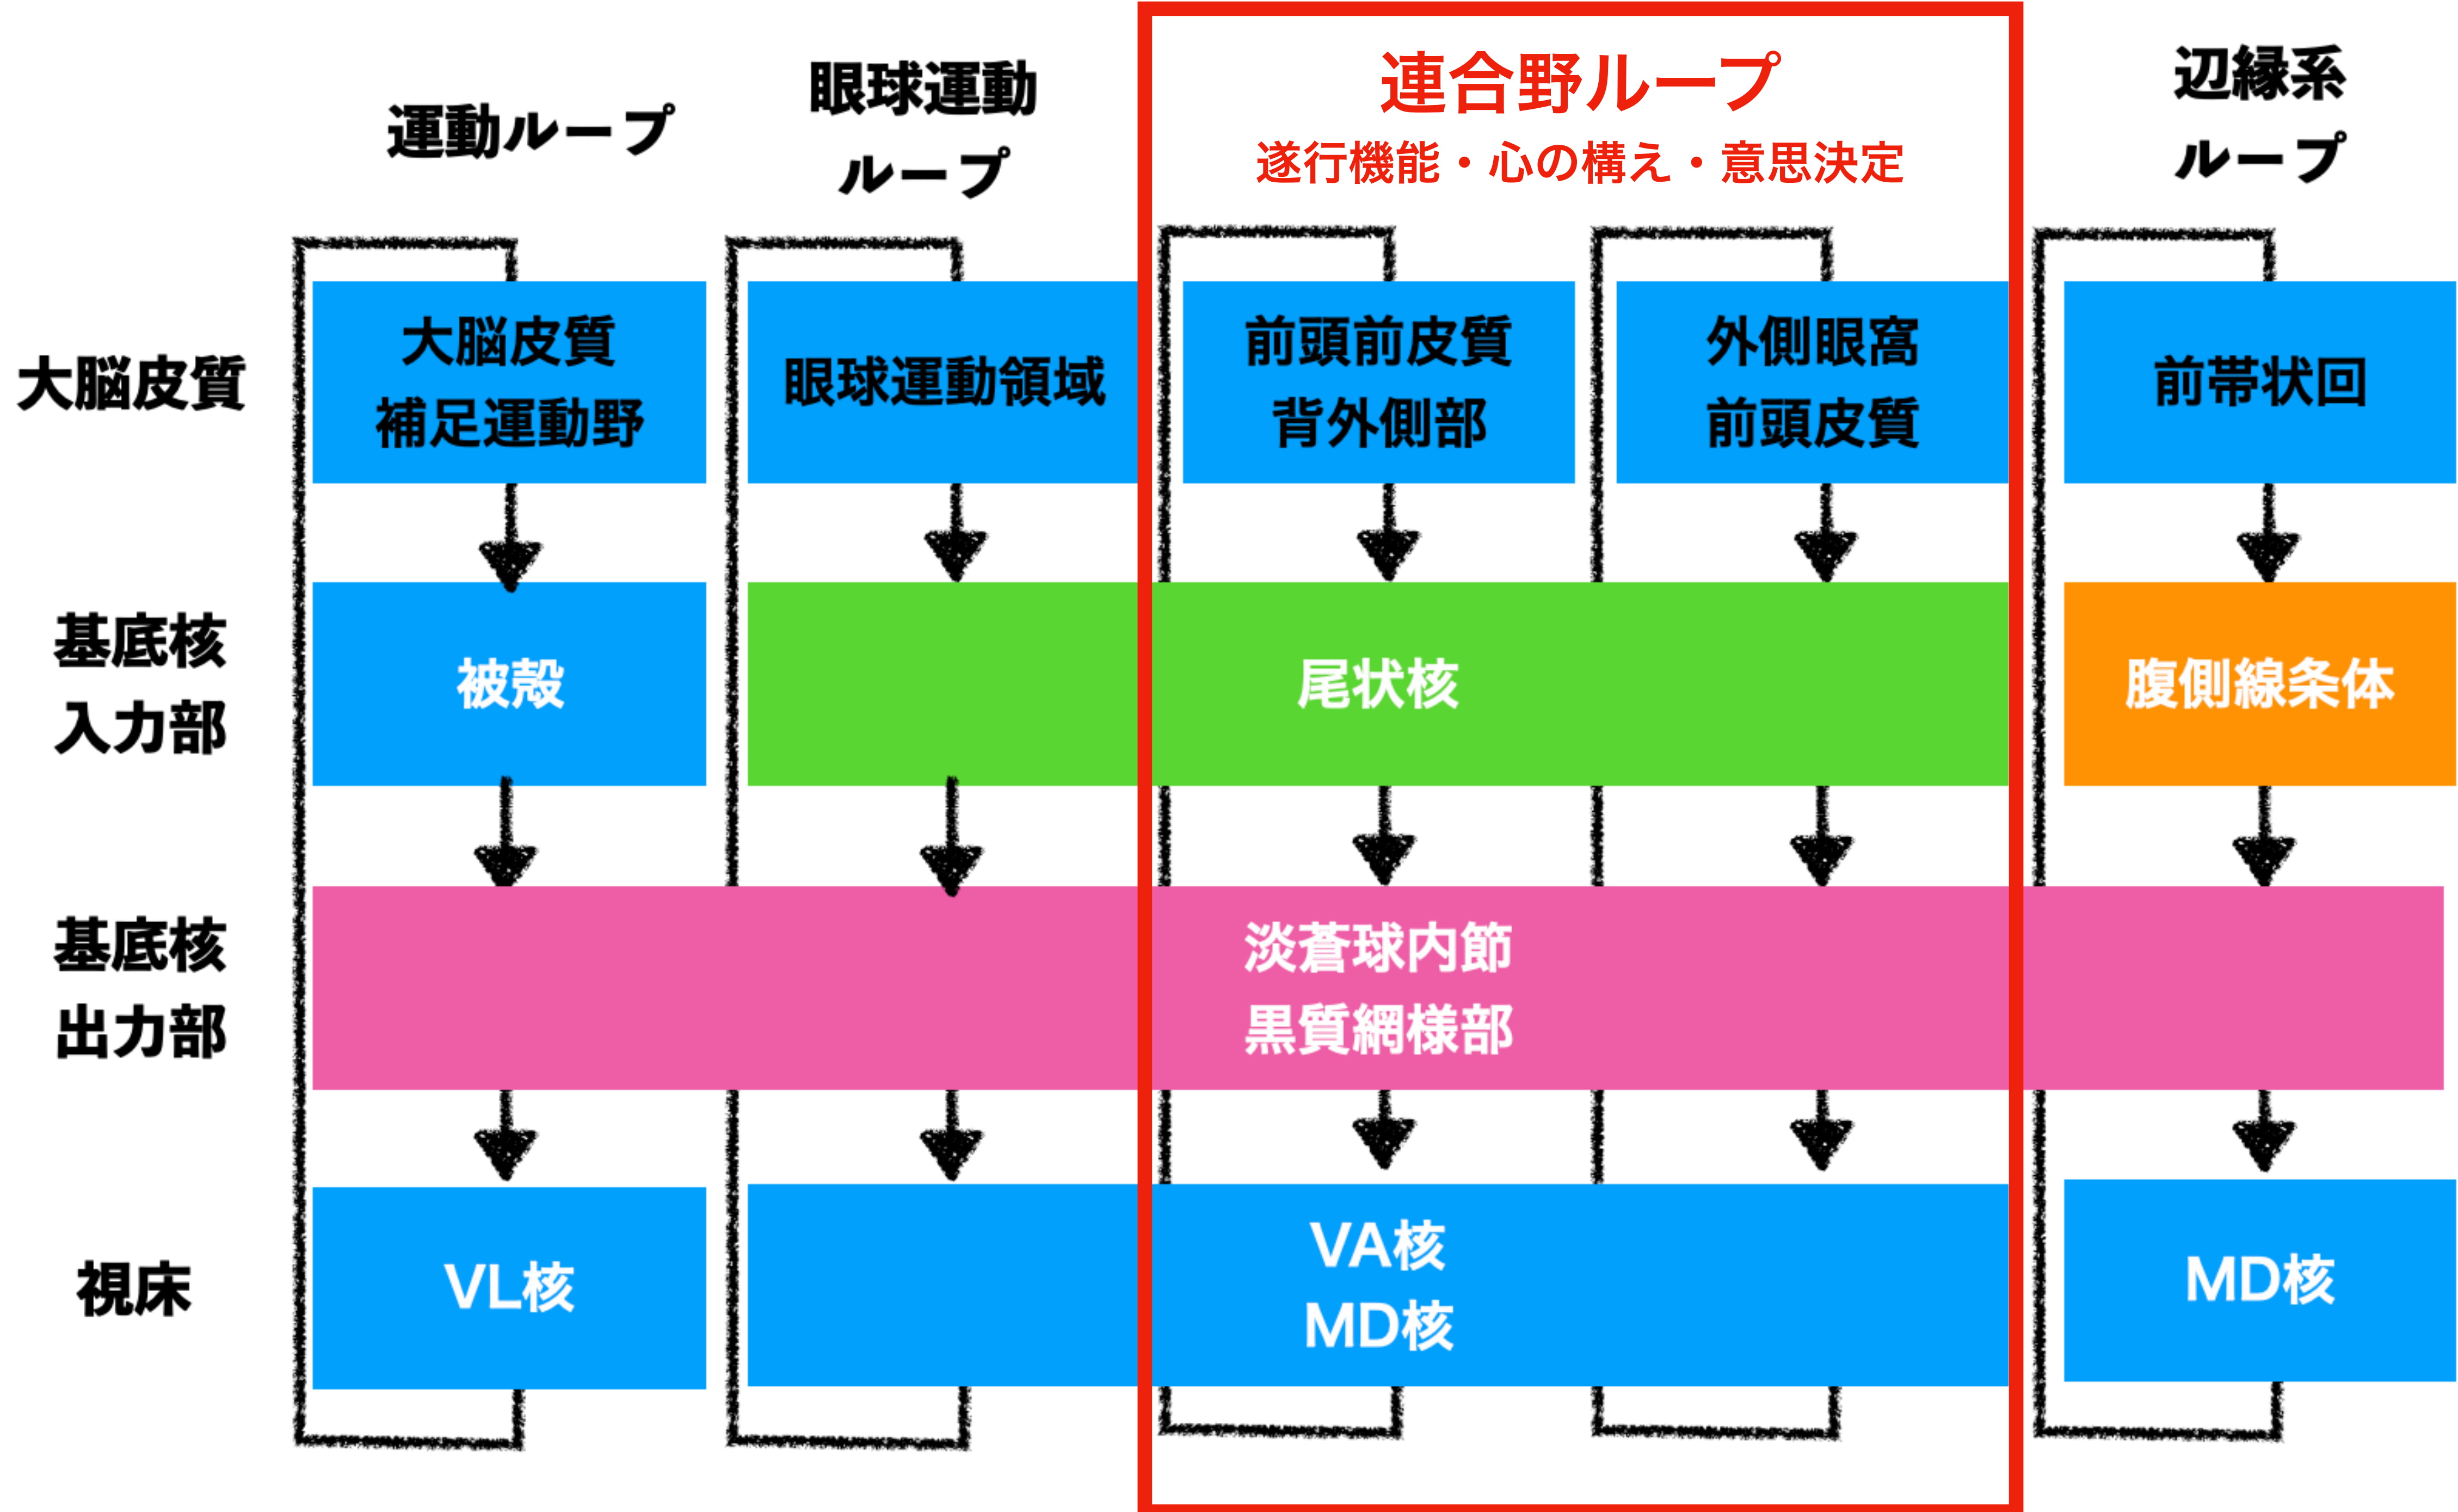 運動ループ
眼球運動
ループ
連合野ループ
遂行機能・心の構え・意思決定
辺縁系
ループ
大脳皮質
大脳皮質
補足運動野
眼球運動領域
前頭前皮質
背外側部
外側眼窩
前頭皮質
前帯状回
基底核
入力部
被殻
尾状核
腹側線条体
基底核
出力部
淡蒼球内節
黒質網様部
視床
VL核
VA核
MD核
MD核